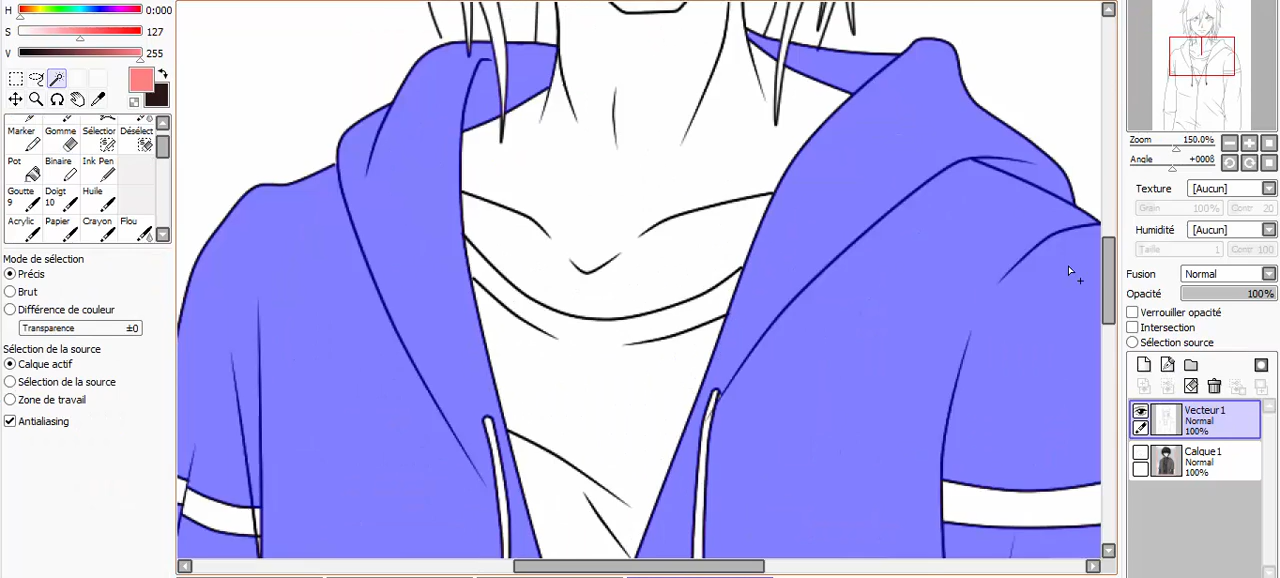 H 0:000
S 127
V 255
Marker Gomme Sélection Désélect
Pot Binaire Ink Pen
Goutte Doigt Huile
9 10
Acrylic Papier Crayon Flou
Mode de sélection
Précis
Brut
Différence de couleur
Transparence ±0
Sélection de la source
Calque actif
Sélection de la source
Zone de travail
Antialiasing
Zoom 150.0%
Angle +000ß
Texture [Aucun]
Grain 100% Contr 20
Humidité [Aucun]
Taille 1 Contr 100
Fusion Normal
Opacité 100%
Verrouiller opacité
Intersection
Sélection source
Vecteur1
Normal
100%
Calque1
Normal
100%